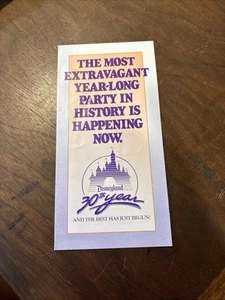 THE MOST
EXTRAVAGANT
YEAR-LONG
PARTY IN
HISTORY IS
HAPPENING
NOW.
Disneyland
30th Year
AND THE BEST HAS JUST BEGUN!